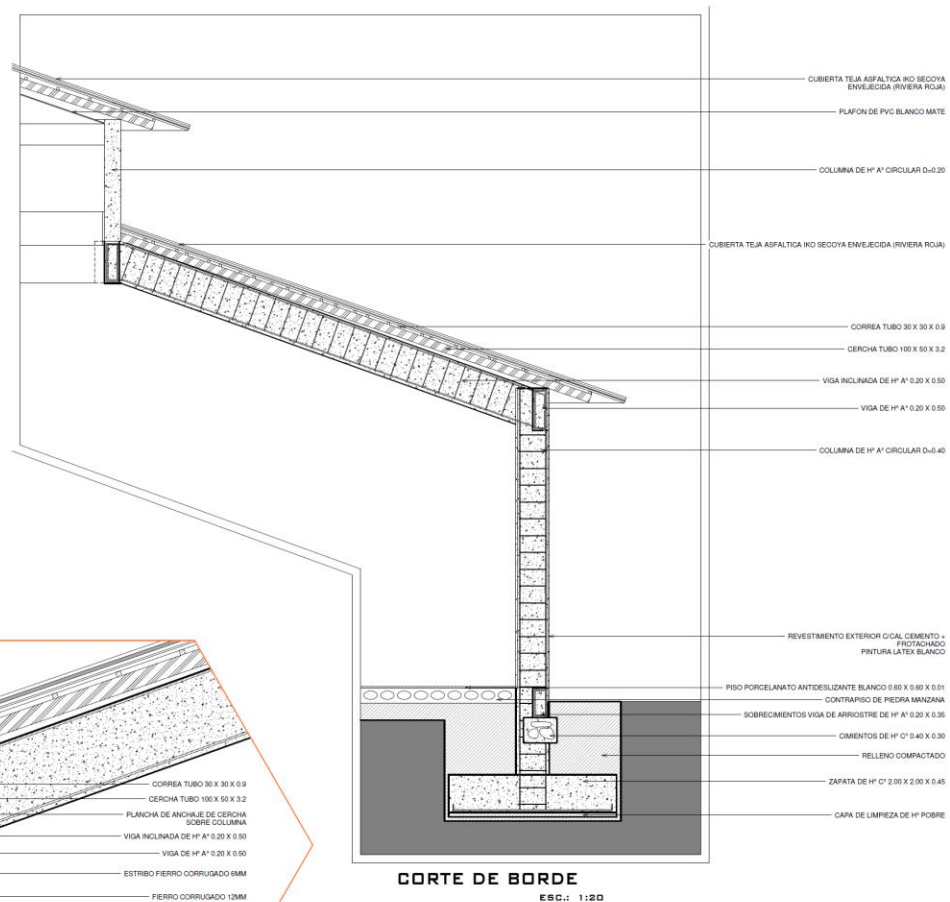 CUBIERTA TEJA ASFALTICA IKO SECOYA
ENVEJECIDA (RIVIERA ROJA)
PLAFON DE PVC BLANCO MATE
COLUMNA DE Hº Aº CIRCULAR D=0.20
CUBIERTA TEJA ASFALTICA IKO SECOYA ENVEJECIDA (RIVIERA ROJA)
CORREA TUBO 30 X 30 X 0.9
CERCHA TUBO 100 X 50 X 3.2
VIGA INCLINADA DE Hº Aº 0.20 X 0.50
VIGA DE Hº Aº 0.20 X 0.50
COLUMNA DE Hº Aº CIRCULAR D=0.40
REVESTIMIENTO EXTERIOR C/CAL CEMENTO +
FROTACHADO
PINTURA LATEX BLANCO
PISO PORCELANATO ANTIDESLIZANTE BLANCO 0.60 X 0.60 X 0.01
CONTRAPISO DE PIEDRA MANZANA
SOBRECIMIENTOS VIGA DE ARRIOSTRE DE Hº Aº 0.20 X 0.35
CIMIENTOS DE Hº Cº 0.40 X 0.30
RELLENO COMPACTADO
ZAPATA DE Hº Cº 2.00 X 2.00 X 0.45
CAPA DE LIMPIEZA DE Hº POBRE
CORREA TUBO 30 X 30 X 0.9
CERCHA TUBO 100 X 50 X 3.2
PLANCHA DE ANCHAJE DE CERCHA
SOBRE COLUMNA
VIGA INCLINADA DE Hº Aº 0.20 X 0.50
VIGA DE Hº Aº 0.20 X 0.50
ESTRIBO FIERRO CORRUGADO 6MM
FIERRO CORRUGADO 12MM
CORTE DE BORDE
ESC.: 1:20